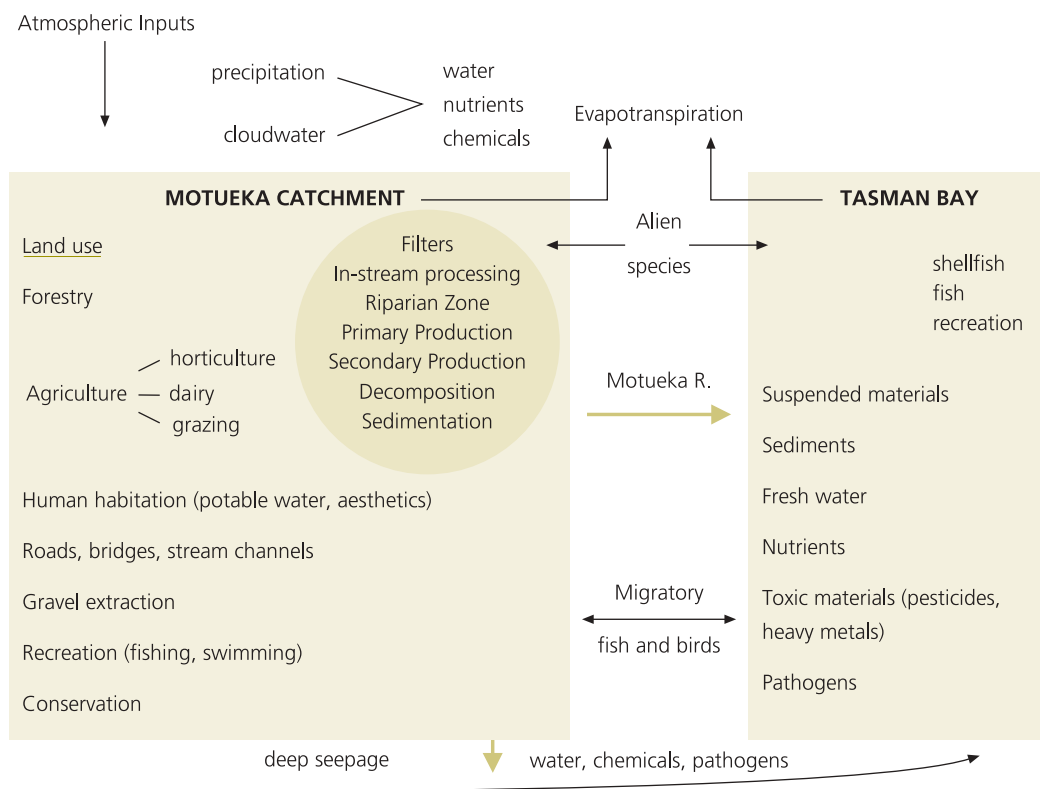 Atmospheric Inputs
precipitation
cloudwater
water
nutrients
chemicals
Evapotranspiration
MOTUEKA CATCHMENT
Land use
Forestry
Agriculture
horticulture
dairy
grazing
Filters
In-stream processing
Riparian Zone
Primary Production
Secondary Production
Decomposition
Sedimentation
Human habitation (potable water, aesthetics)
Roads, bridges, stream channels
Gravel extraction
Recreation (fishing, swimming)
Conservation
Alien
species
Motueka R.
Migratory
fish and birds
TASMAN BAY
shellfish
fish
recreation
Suspended materials
Sediments
Fresh water
Nutrients
Toxic materials (pesticides,
heavy metals)
Pathogens
deep seepage
water, chemicals, pathogens